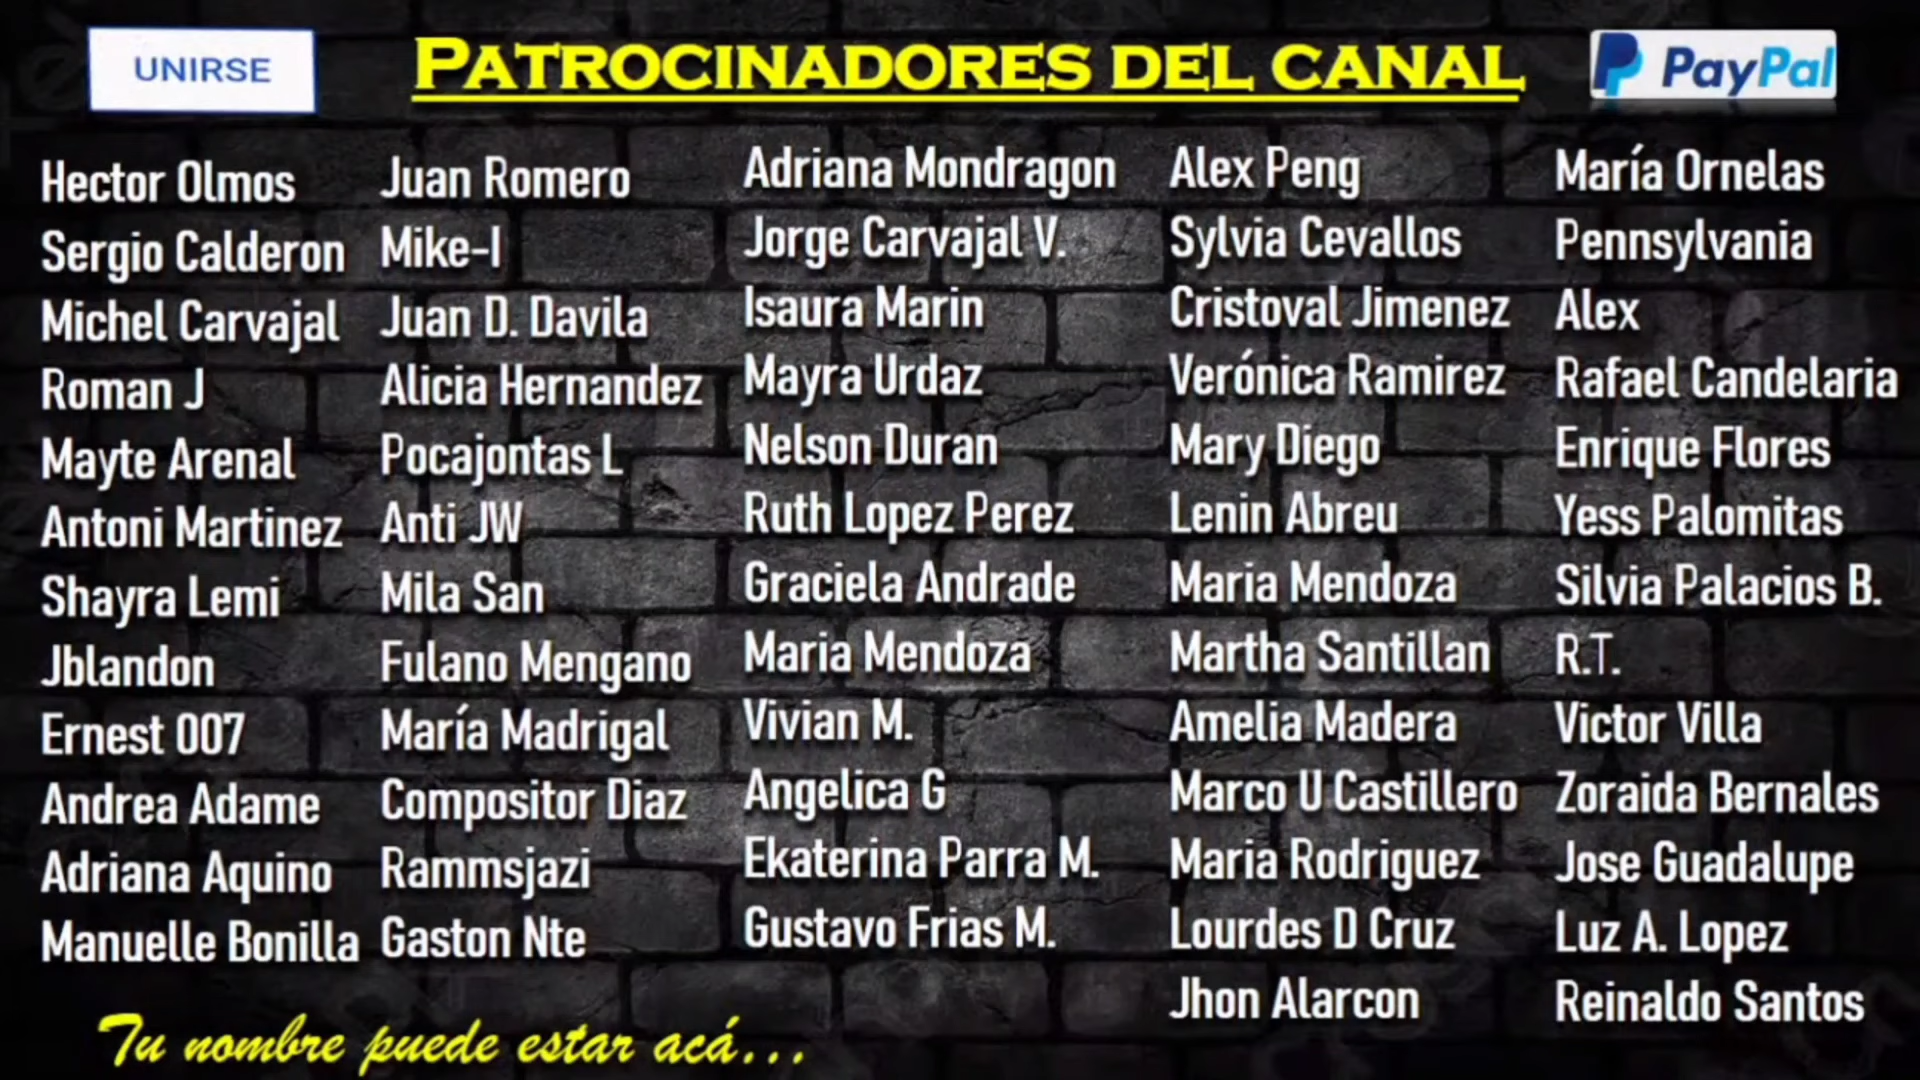 UNIRSE
PATROCINADORES DEL CANAL
PayPal
Hector Olmos
Sergio Calderon
Michel Carvajal
Roman J
Mayte Arenal
Antoni Martinez
Shayra Lemi
Jblandon
Ernest 007
Andrea Adame
Adriana Aquino
Manuelle Bonilla
Juan Romero
Mike-I
Juan D. Davila
Alicia Hernandez
Pocajontas L
Anti JW
Mila San
Fulano Mengano
María Madrigal
Compositor Diaz
Rammsjazi
Gaston Nte
Adriana Mondragon
Jorge Carvajal V.
Isaura Marin
Mayra Urdaz
Nelson Duran
Ruth Lopez Perez
Graciela Andrade
Maria Mendoza
Vivian M.
Angelica G
Ekaterina Parra M.
Gustavo Frias M.
Alex Peng
Sylvia Cevallos
Cristoval Jimenez
Verónica Ramirez
Mary Diego
Lenin Abreu
Maria Mendoza
Martha Santillan
Amelia Madera
Marco U Castillero
Maria Rodriguez
Lourdes D Cruz
Jhon Alarcon
María Ornelas
Pennsylvania
Alex
Rafael Candelaria
Enrique Flores
Yess Palomitas
Silvia Palacios B.
R.T.
Victor Villa
Zoraida Bernales
Jose Guadalupe
Luz A. Lopez
Reinaldo Santos
Tu nombre puede estar acá...